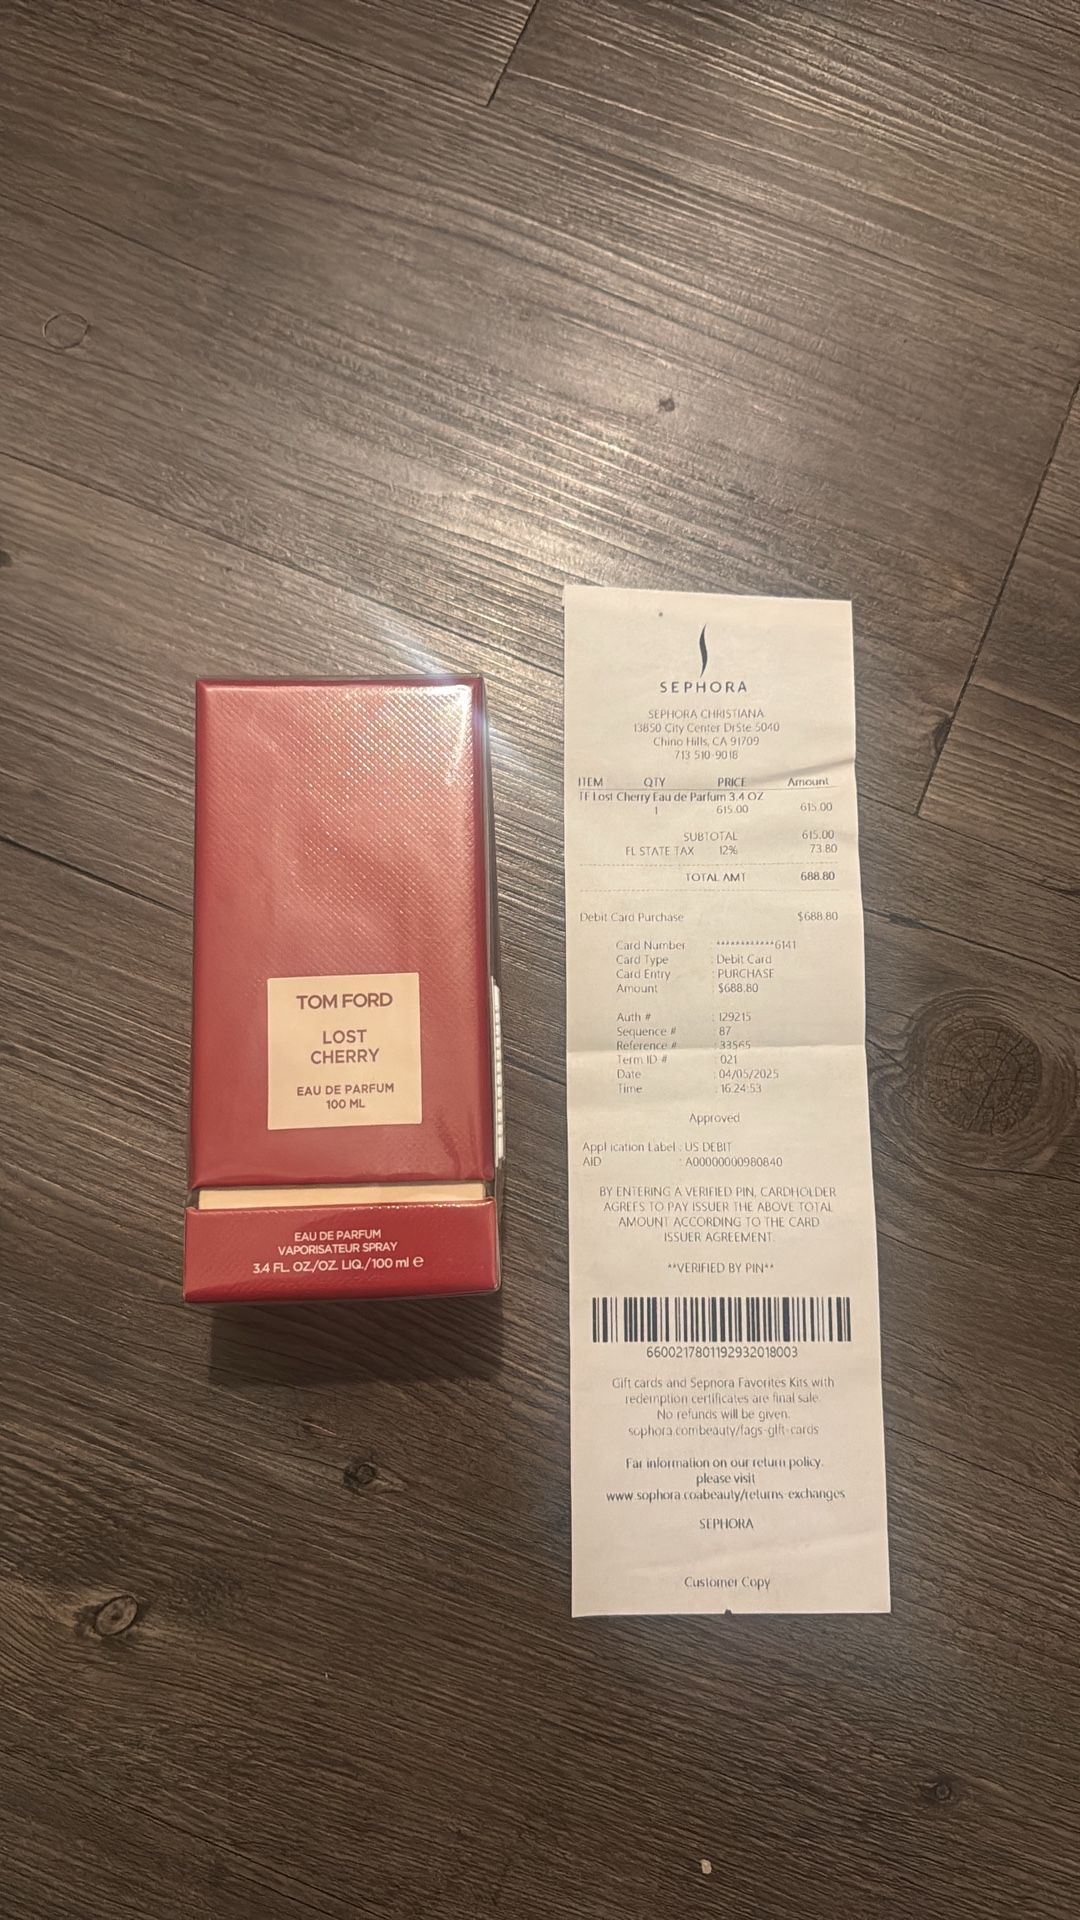 TOM FORD
LOST
CHERRY
EAU DE PARFUM
100 ML
EAU DE PARFUM
VAPORISATEUR SPRAY
3.4 FL. OZ./OZ. LIQ./100 ml e
SEPHORA
SEPHORA CHRISTIANA
13850 City Center DrSte 5040
Chino Hills, CA 91709
713 510-9018
ITEM QTY PRICE Amount
TF Lost Cherry Eau de Parfum 3.4 OZ
1 615.00 615.00
SUBTOTAL 615.00
FL STATE TAX 12% 73.80
TOTAL AMT 688.80
Debit Card Purchase $688.80
Card Number : ************6141
Card Type : Debit Card
Card Entry : PURCHASE
Amount : $688.80
Auth # : 129215
Sequence # : 87
Reference # : 33565
Term ID # : 021
Date : 04/05/2025
Time : 16:24:53
Approved
Application Label : US DEBIT
AID : A00000000980840
BY ENTERING A VERIFIED PIN, CARDHOLDER
AGREES TO PAY ISSUER THE ABOVE TOTAL
AMOUNT ACCORDING TO THE CARD
ISSUER AGREEMENT.
**VERIFIED BY PIN**
6600217801192932018003
Gift cards and Sepnora Favorites Kits with
redemption certificates are final sale.
No refunds will be given.
sophora.combeauty/fags-glft-cards
Far information on our return policy.
please visit
www.sophora.coabeauty/returns-exchanges
SEPHORA
Customer Copy